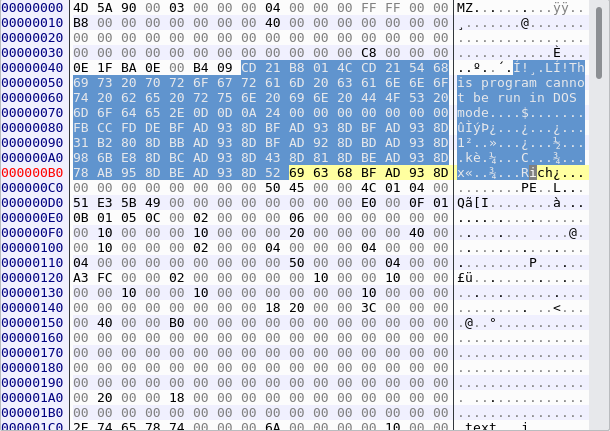 00000000 4D 5A 90 00 03 00 00 00 04 00 00 00 FF FF 00 00 MZ..........ÿÿ..
00000010 B8 00 00 00 00 00 00 00 40 00 00 00 00 00 00 00 ¸.......@.......
00000020 00 00 00 00 00 00 00 00 00 00 00 00 00 00 00 00 ................
00000030 00 00 00 00 00 00 00 00 00 00 00 00 C8 00 00 00 ............È...
00000040 0E 1F BA 0E 00 B4 09 CD 21 B8 01 4C CD 21 54 68 ..º..´.Í!¸.LÍ!Th
00000050 69 73 20 70 72 6F 67 72 61 6D 20 63 61 6E 6E 6F is program canno
00000060 74 20 62 65 20 72 75 6E 20 69 6E 20 44 4F 53 20 t be run in DOS
00000070 6D 6F 64 65 2E 0D 0D 0A 24 00 00 00 00 00 00 00 mode....$.......
00000080 FB CC FD DE BF AD 93 8D BF AD 93 8D BF AD 93 8D ûÌýÞ¿...¿...¿...
00000090 31 B2 80 8D BB AD 93 8D BF AD 92 8D BD AD 93 8D 1²..»...¿...½...
000000A0 98 6B E8 8D BC AD 93 8D 43 8D 81 8D BE AD 93 8D .kè.¼...C...¾...
000000B0 78 AB 95 8D BE AD 93 8D 52 69 63 68 BF AD 93 8D x«..¾...Rich¿...
000000C0 00 00 00 00 00 00 00 00 50 45 00 00 4C 01 04 00 ........PE..L...
000000D0 51 E3 5B 49 00 00 00 00 00 00 00 00 E0 00 0F 01 Qã[I........à...
000000E0 0B 01 05 0C 00 02 00 00 00 06 00 00 00 00 00 00 ................
000000F0 00 10 00 00 00 10 00 00 00 20 00 00 00 00 40 00 ......... ....@.
00000100 00 10 00 00 00 02 00 00 04 00 00 00 04 00 00 00 ................
00000110 04 00 00 00 00 00 00 00 00 50 00 00 00 04 00 00 .........P......
00000120 A3 FC 00 00 02 00 00 00 00 00 10 00 00 10 00 00 £ü..............
00000130 00 00 10 00 00 10 00 00 00 00 00 00 10 00 00 00 ................
00000140 00 00 00 00 00 00 00 00 18 20 00 00 3C 00 00 00 ......... ..<...
00000150 00 40 00 00 B0 00 00 00 00 00 00 00 00 00 00 00 .@..°...........
00000160 00 00 00 00 00 00 00 00 00 00 00 00 00 00 00 00 ................
00000170 00 00 00 00 00 00 00 00 00 00 00 00 00 00 00 00 ................
00000180 00 00 00 00 00 00 00 00 00 00 00 00 00 00 00 00 ................
00000190 00 00 00 00 00 00 00 00 00 00 00 00 00 00 00 00 ................
000001A0 00 20 00 00 18 00 00 00 00 00 00 00 00 00 00 00 . ..............
000001B0 00 00 00 00 00 00 00 00 00 00 00 00 00 00 00 00 ................
000001C0 2E 74 65 78 74 00 00 00 6A 00 00 00 00 10 00 00 .text...j.......